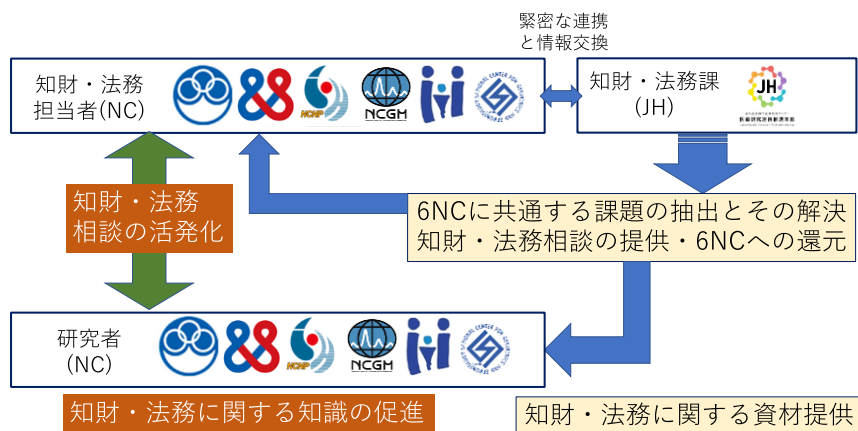 緊密な連携
と情報交換
知財・法務
担当者(NC)
NCNP
NCGM
知財・法務課
(JH)
JH
知財・法務
相談の活発化
6NCに共通する課題の抽出とその解決
知財・法務相談の提供・6NCへの還元
研究者
(NC)
NCNP
NCGM
知財・法務に関する知識の促進
知財・法務に関する資材提供